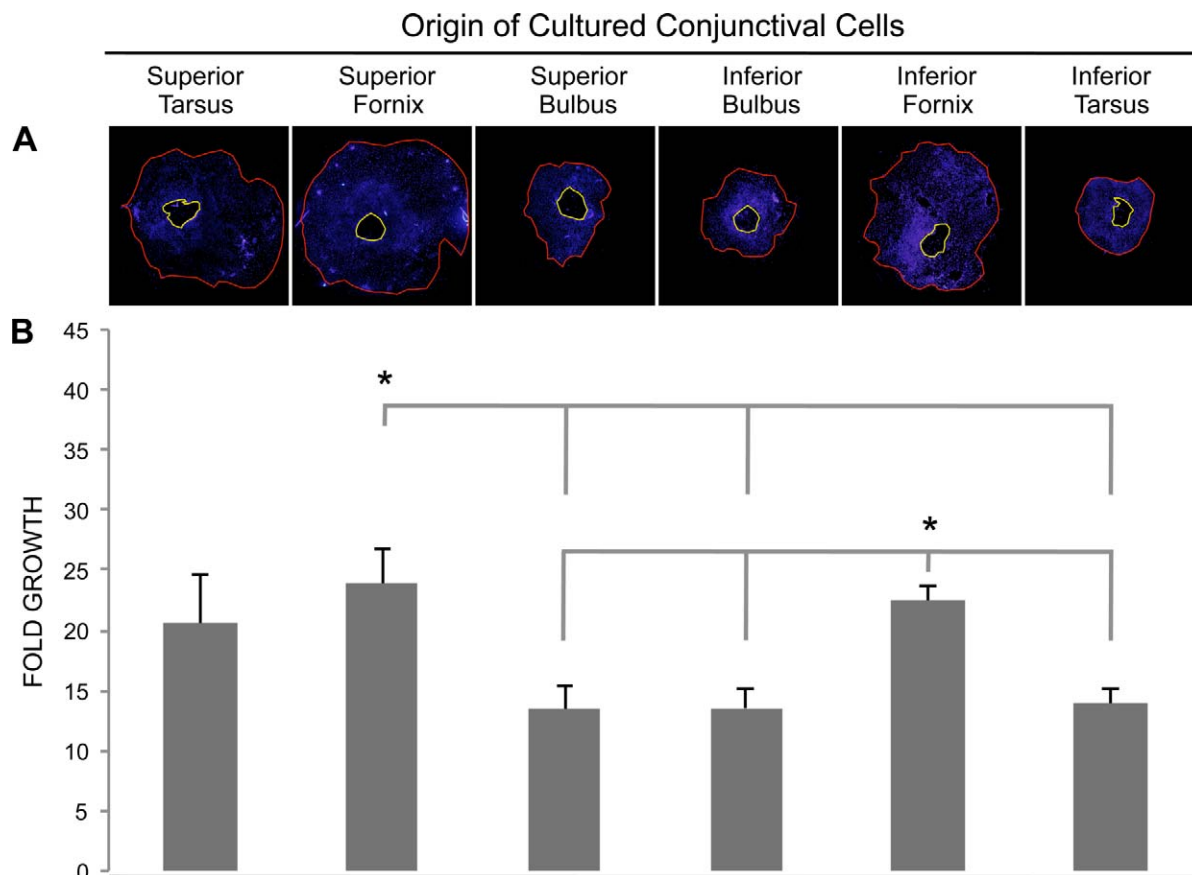 Origin of Cultured Conjunctival Cells
Superior Tarsus
Superior Fornix
Superior Bulbus
Inferior Bulbus
Inferior Fornix
Inferior Tarsus
A
B
FOLD GROWTH
45
40
35
30
25
20
15
10
5
0
*
*